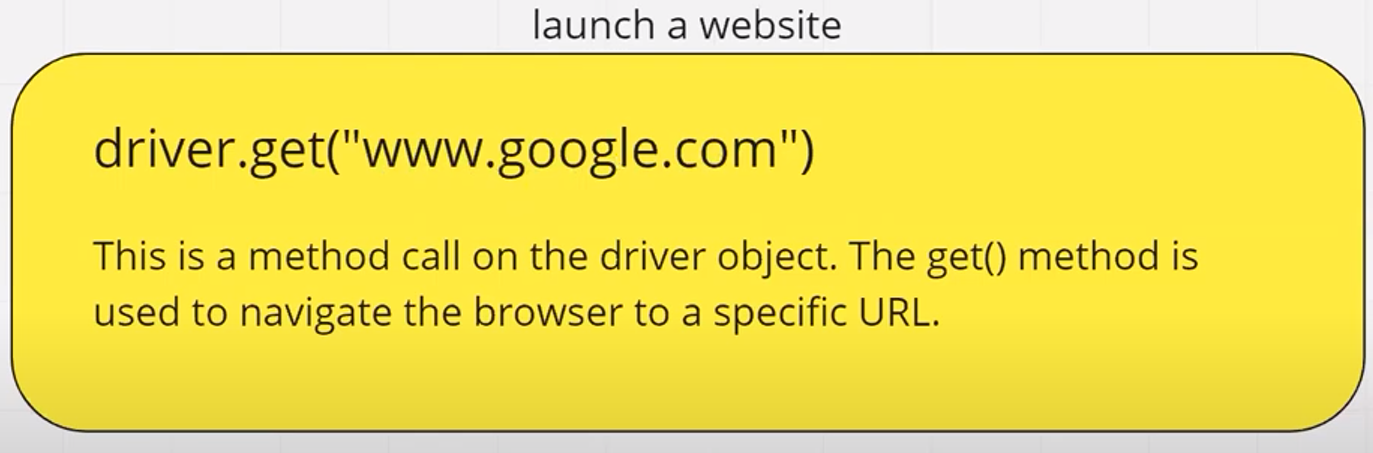 launch a website
driver.get("www.google.com")
This is a method call on the driver object. The get() method is
used to navigate the browser to a specific URL.